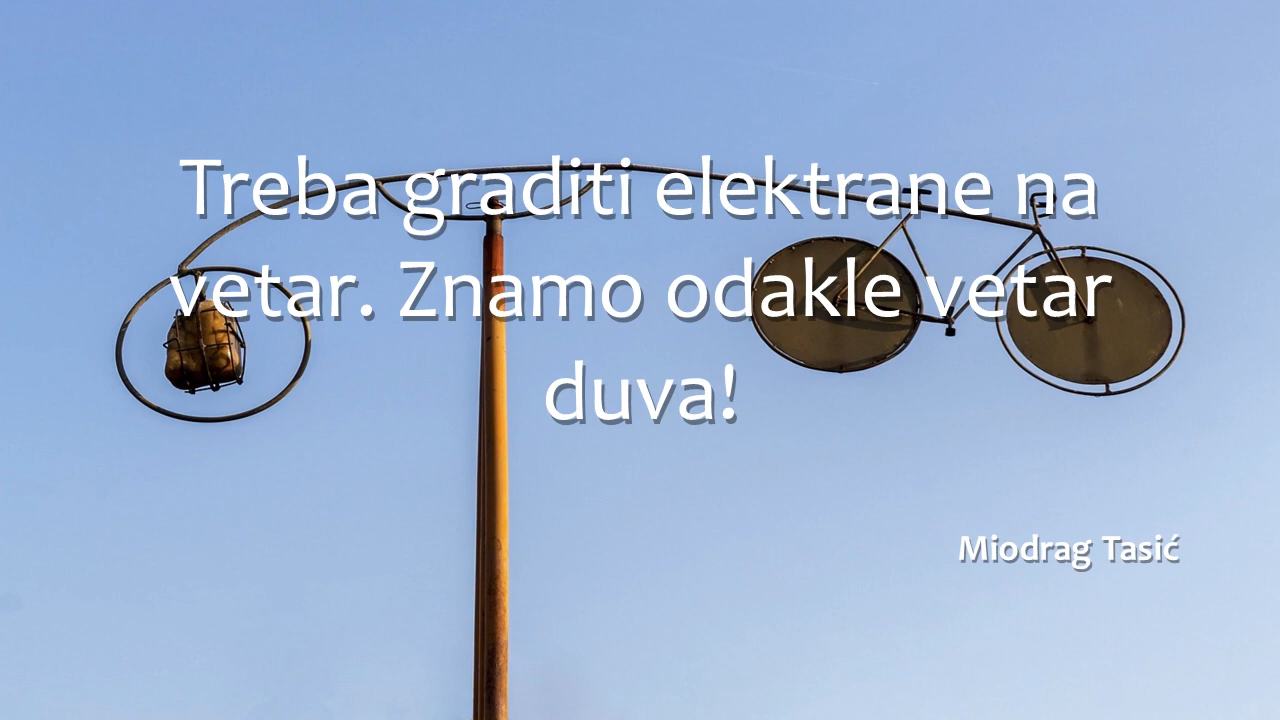 Treba graditi elektrane na
vetar. Znamo odakle vetar
duva!
Miodrag Tasić